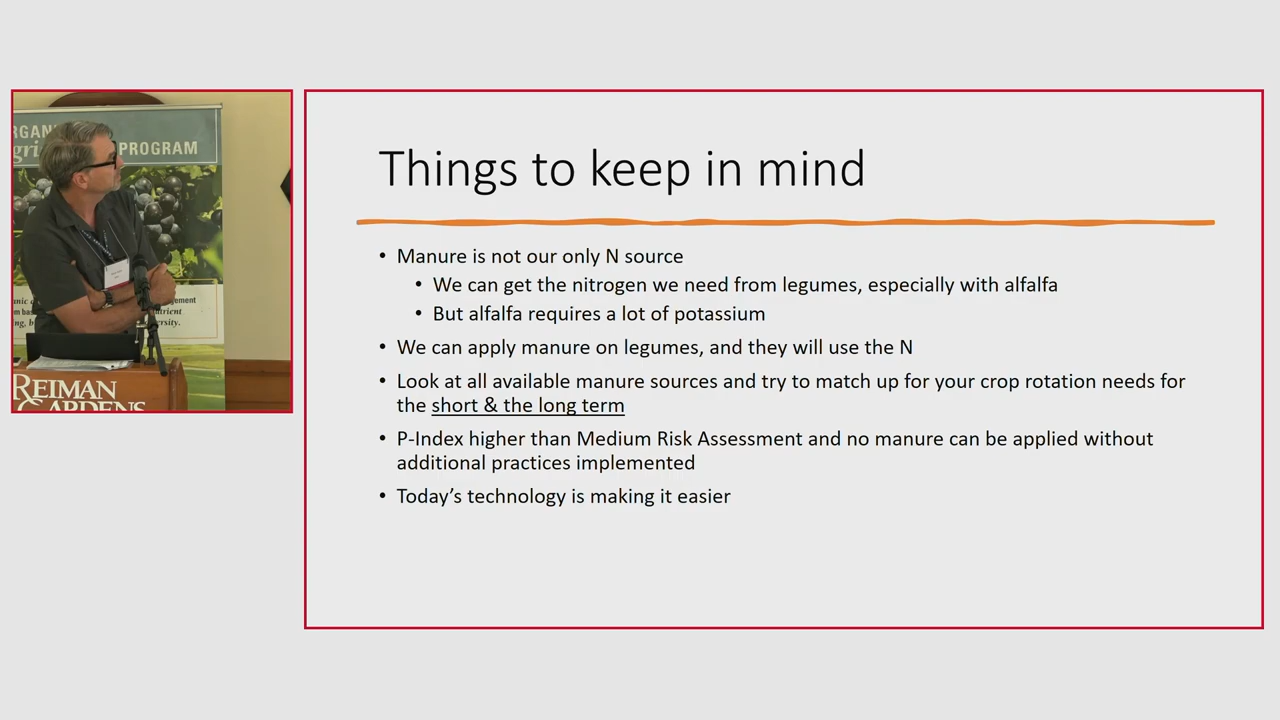 PROGRAM
REIMAN
GARDENS
Things to keep in mind
• Manure is not our only N source
• We can get the nitrogen we need from legumes, especially with alfalfa
• But alfalfa requires a lot of potassium
• We can apply manure on legumes, and they will use the N
• Look at all available manure sources and try to match up for your crop rotation needs for
the short & the long term
• P-Index higher than Medium Risk Assessment and no manure can be applied without
additional practices implemented
• Today’s technology is making it easier